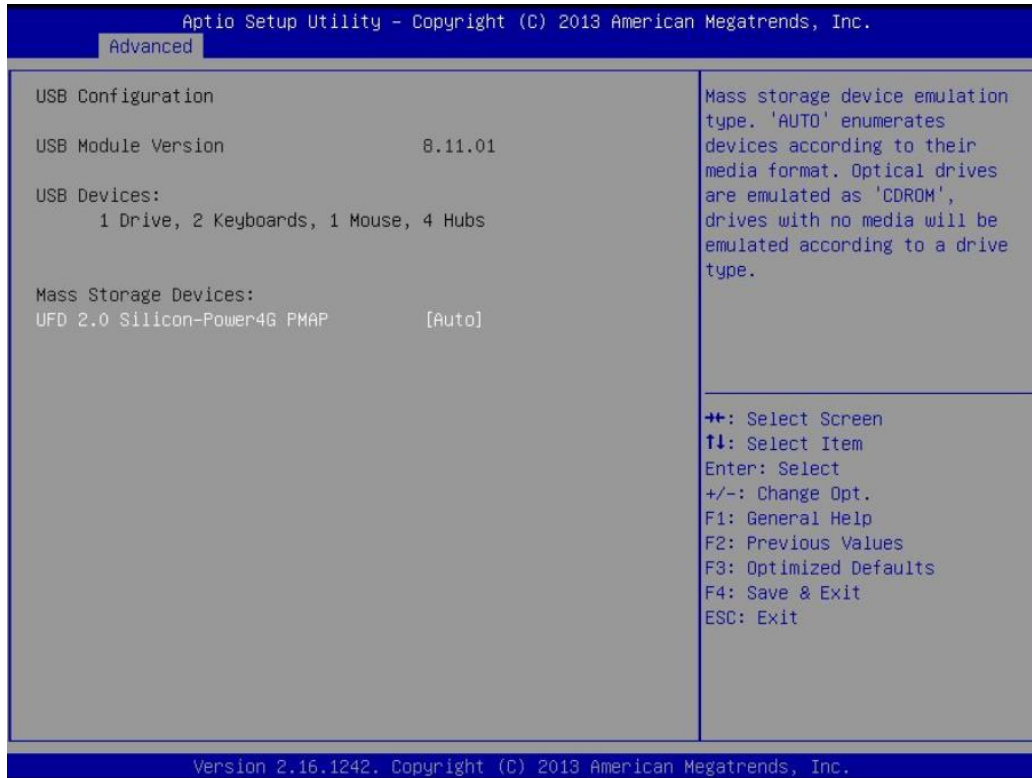 Aptio Setup Utility – Copyright (C) 2013 American Megatrends, Inc.
Advanced
USB Configuration
USB Module Version 8.11.01
USB Devices:
1 Drive, 2 Keyboards, 1 Mouse, 4 Hubs
Mass Storage Devices:
UFD 2.0 Silicon-Power4G PMAP [Auto]
Mass storage device emulation
type. 'AUTO' enumerates
devices according to their
media format. Optical drives
are emulated as 'CDROM',
drives with no media will be
emulated according to a drive
type.
→←: Select Screen
↑↓: Select Item
Enter: Select
+/-: Change Opt.
F1: General Help
F2: Previous Values
F3: Optimized Defaults
F4: Save & Exit
ESC: Exit
Version 2.16.1242. Copyright (C) 2013 American Megatrends, Inc.